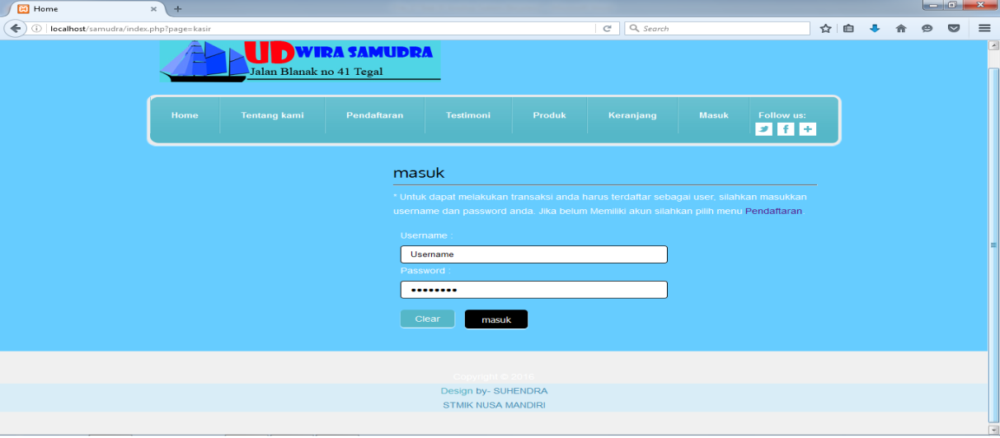 Home
localhost/samudra/index.php?page=kasir
Search
UD WIRA SAMUDRA
Jalan Blanak no 41 Tegal
Home Tentang kami Pendaftaran Testimoni Produk Keranjang Masuk Follow us:
masuk
* Untuk dapat melakukan transaksi anda harus terdaftar sebagai user, silahkan masukkan
username dan password anda. Jika belum Memiliki akun silahkan pilih menu Pendaftaran
Username :
Username
Password :
Clear masuk
Copyright © 2016
Design by- SUHENDRA
STMIK NUSA MANDIRI